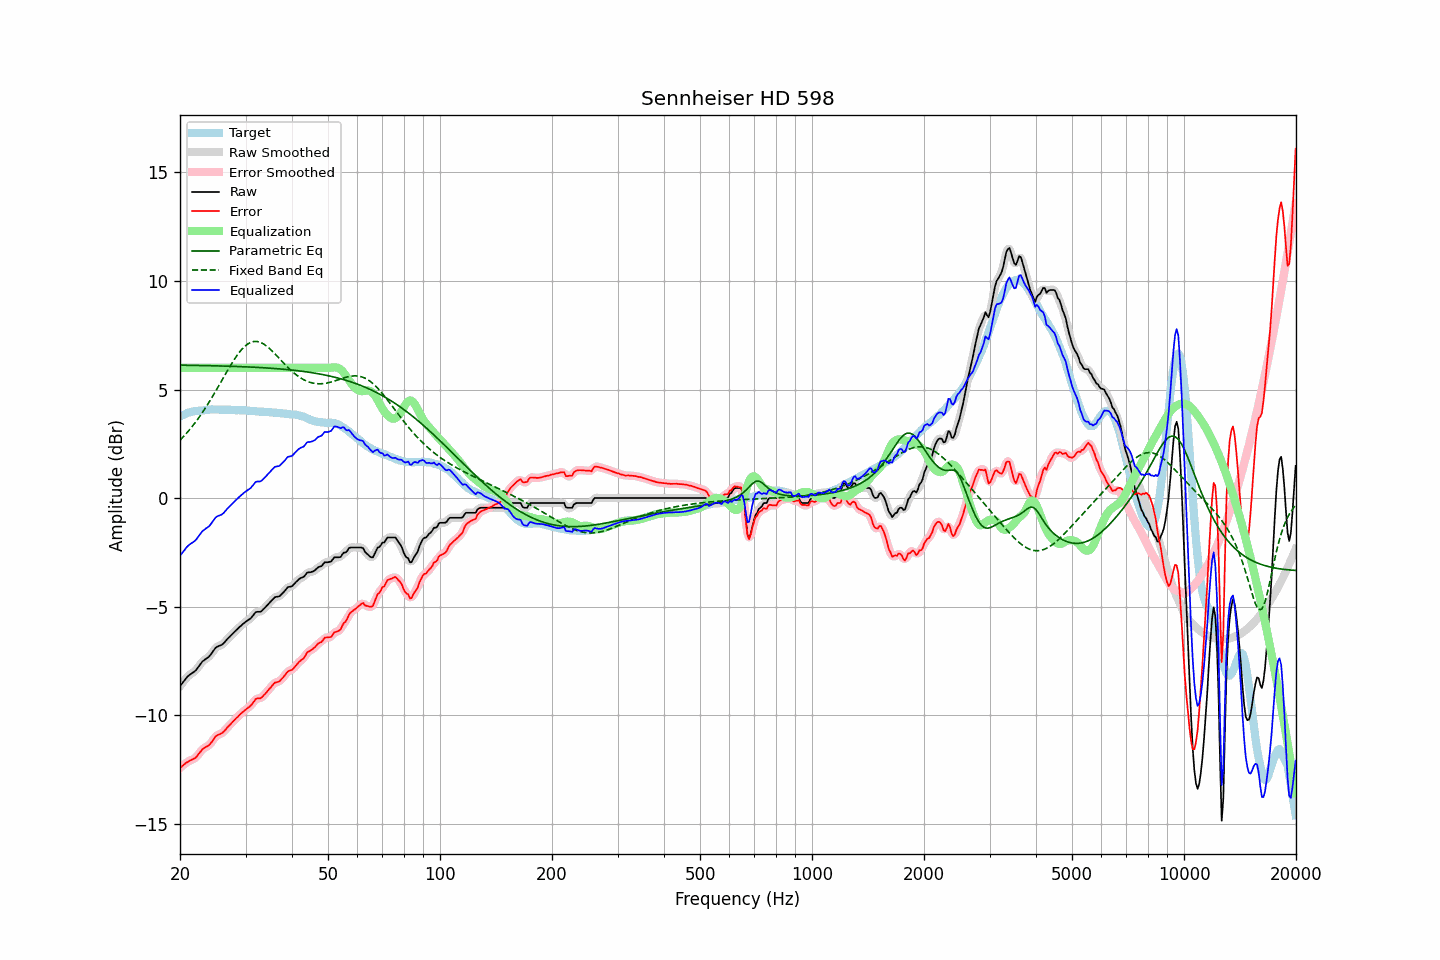 Sennheiser HD 598
Target
Raw Smoothed
Error Smoothed
Raw
Error
Equalization
Parametric Eq
Fixed Band Eq
Equalized
Amplitude (dBr)
15
10
5
0
−5
−10
−15
20 50 100 200 500 1000 2000 5000 10000 20000
Frequency (Hz)